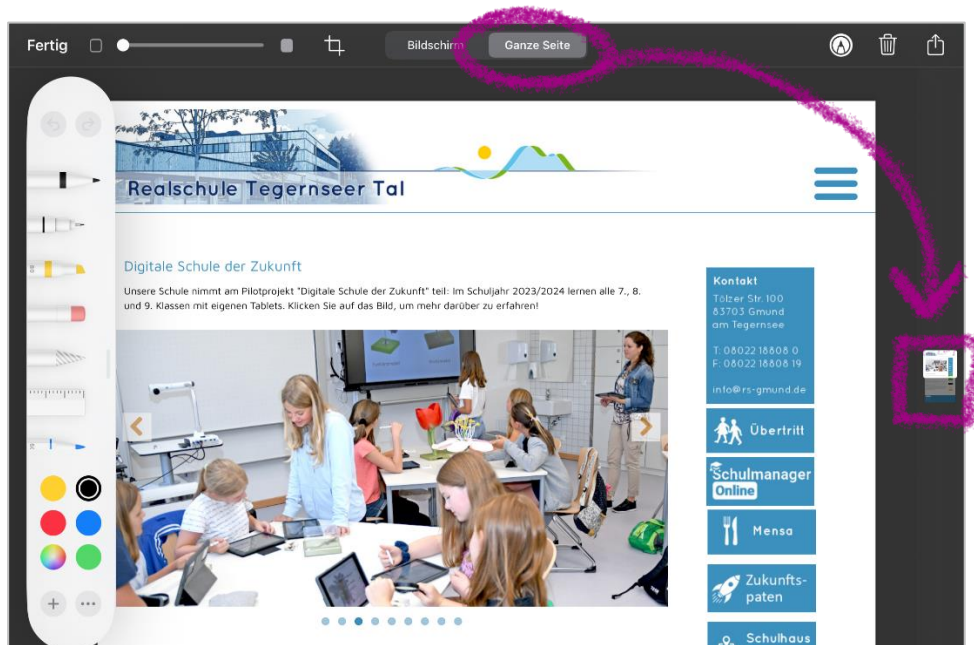 Fertig
Bildschirm
Ganze Seite
Realschule Tegernseer Tal
Digitale Schule der Zukunft
Unsere Schule nimmt am Pilotprojekt "Digitale Schule der Zukunft" teil: Im Schuljahr 2023/2024 lernen alle 7., 8.
und 9. Klassen mit eigenen Tablets. Klicken Sie auf das Bild, um mehr darüber zu erfahren!
Kontakt
Tölzer Str. 100
83703 Gmund
am Tegernsee
T: 08022 18808 0
F: 08022 18808 19
info@rs-gmund.de
Übertritt
Schulmanager
Online
Mensa
Zukunfts-
paten
Schulhaus